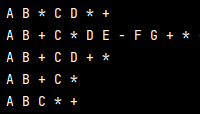 A B * C D * +
A B + C * D E - F G + * -
A B + C D + *
A B + C *
A B C * +